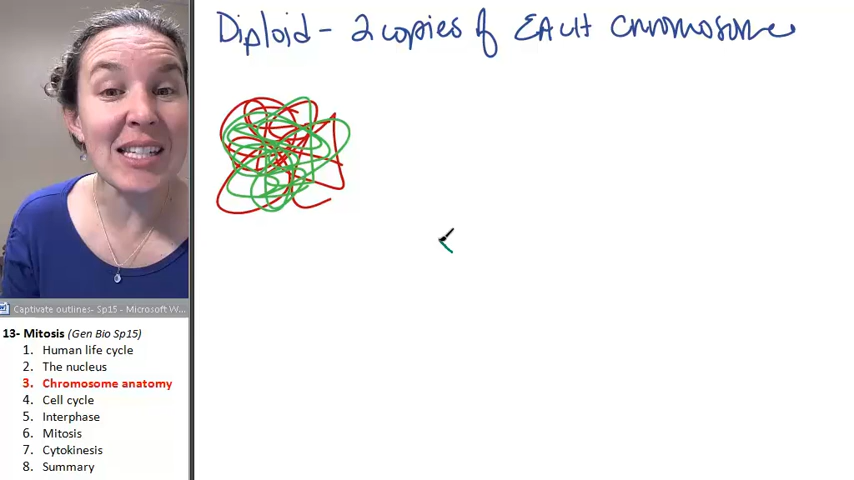 Diploid - 2 copies of EACH chromosome
Captivate outlines- Sp15 - Microsoft W...
13- Mitosis (Gen Bio Sp15)
1. Human life cycle
2. The nucleus
3. Chromosome anatomy
4. Cell cycle
5. Interphase
6. Mitosis
7. Cytokinesis
8. Summary